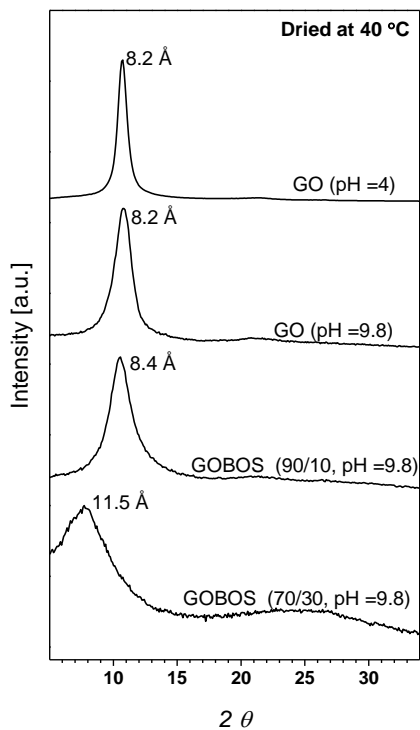 Dried at 40 °C
8.2 Å
GO (pH =4)
8.2 Å
GO (pH =9.8)
8.4 Å
GOBOS (90/10, pH =9.8)
11.5 Å
GOBOS (70/30, pH =9.8)
Intensity [a.u.]
10 15 20 25 30
2 θ